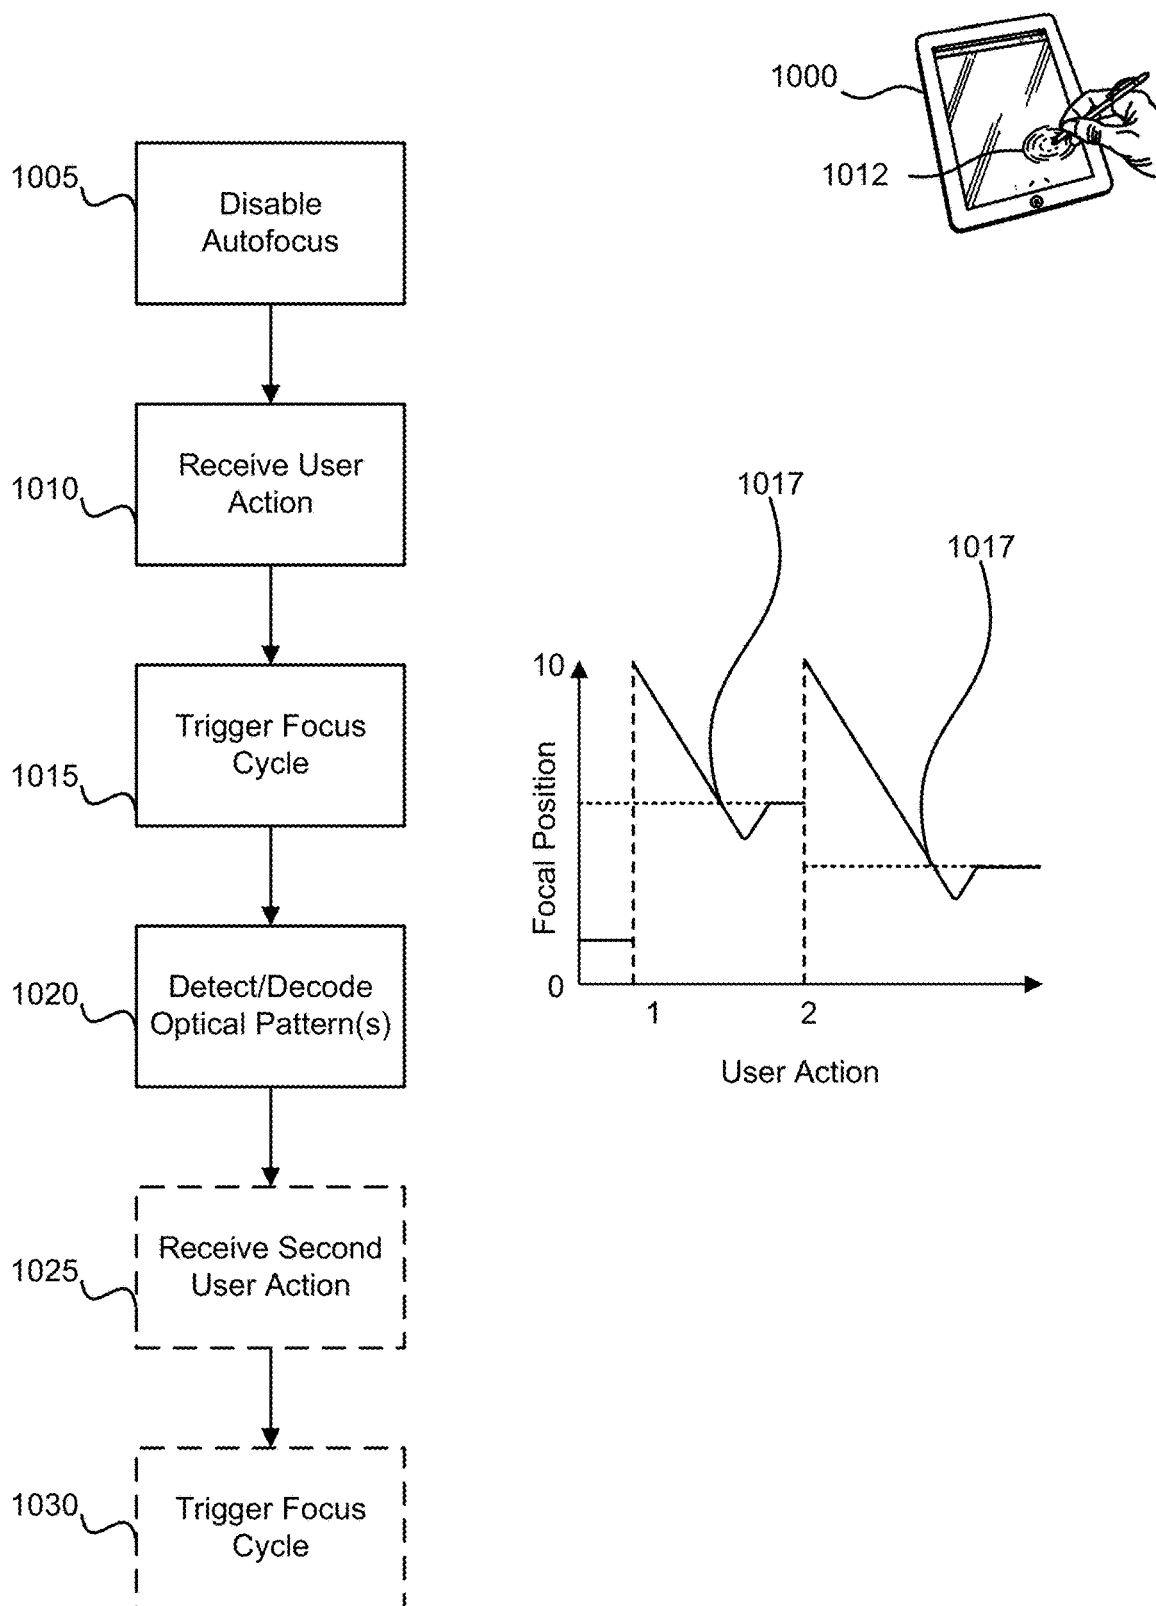 1000
1012
1005
Disable
Autofocus
1010
Receive User
Action
1015
Trigger Focus
Cycle
1020
Detect/Decode
Optical Pattern(s)
1025
Receive Second
User Action
1030
Trigger Focus
Cycle
1017
1017
10
Focal Position
0
1
2
User Action